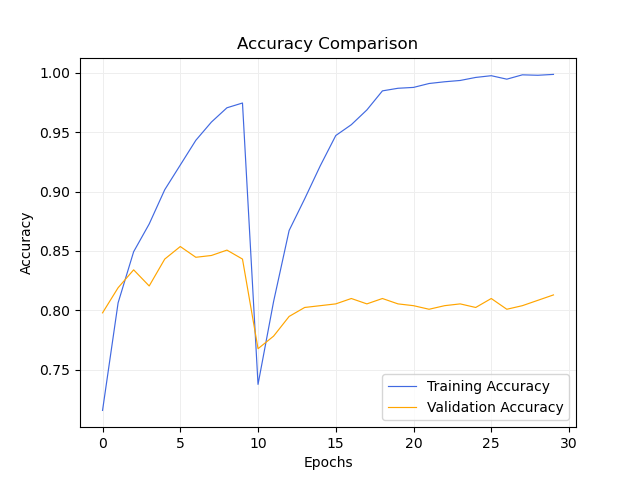 Accuracy Comparison
1.00
0.95
0.90
0.85
0.80
0.75
Accuracy
0
5
10
15
20
25
30
Epochs
Training Accuracy
Validation Accuracy